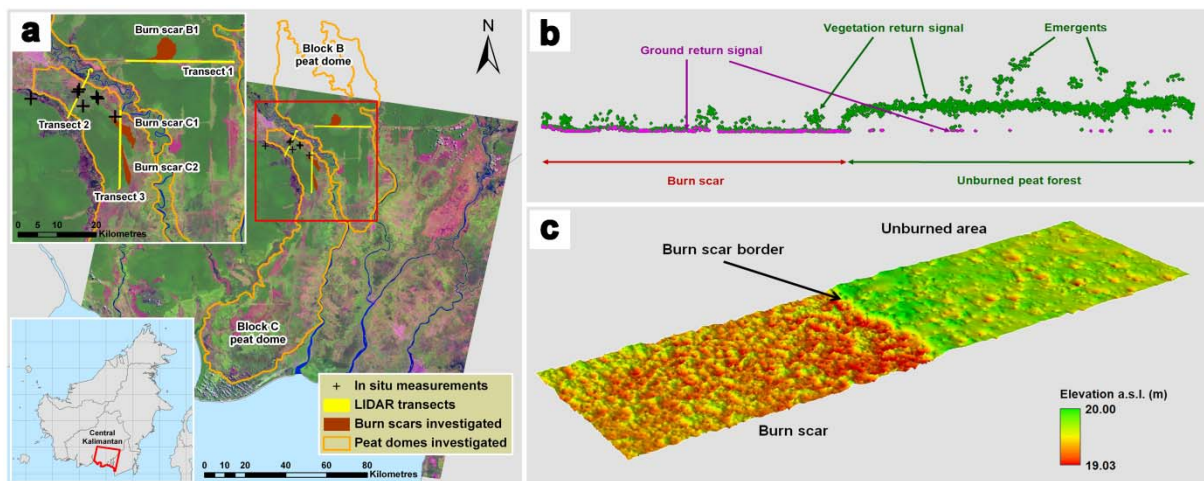 a
Burn scar B1
Transect 1
Transect 2
Burn scar C1
Burn scar C2
Transect 3
0 5 10 20
Kilometres
Block B
peat dome
N
Block C
peat dome
Central
Kalimantan
In situ measurements
LIDAR transects
Burn scars investigated
Peat domes investigated
0 20 40 60 80
Kilometres
b
Ground return signal
Vegetation return signal
Emergents
Burn scar
Unburned peat forest
c
Unburned area
Burn scar border
Burn scar
Elevation a.s.l. (m)
20.00
19.03